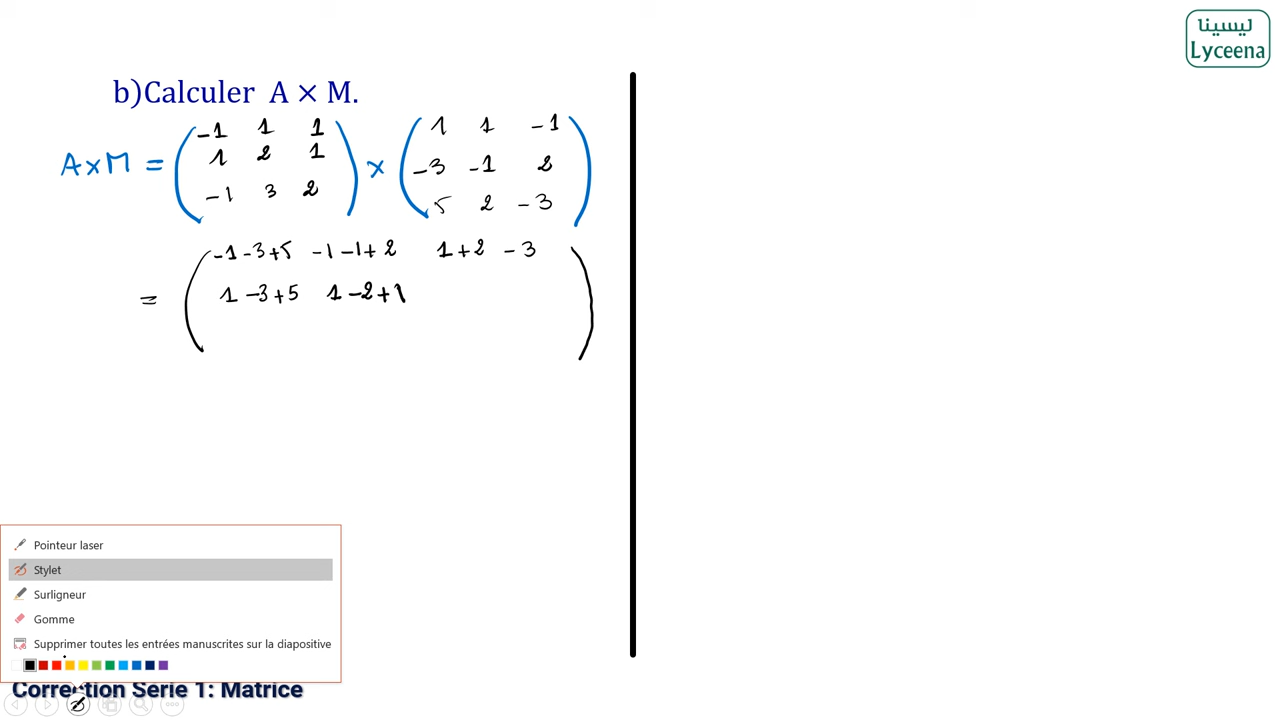 ليسينا
Lyceena
b)Calculer A × M.
-1 1 1 1 1 -1
A×M = 1 2 1 × -3 -1 2
-1 3 2 5 2 -3
-1-3+5 -1-1+2 1+2-3
= 1-3+5 1-2+1
Pointeur laser
Stylet
Surligneur
Gomme
Supprimer toutes les entrées manuscrites sur la diapositive
Correction Serie 1: Matrice